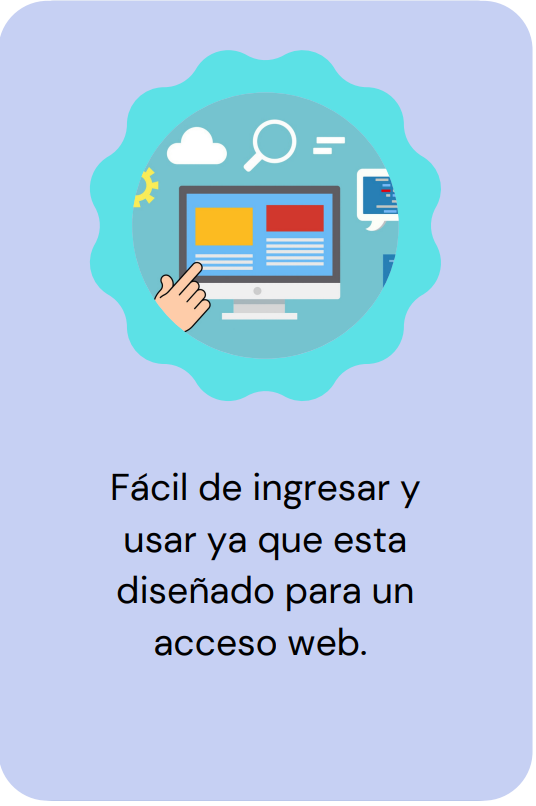 Fácil de ingresar y
usar ya que esta
diseñado para un
acceso web.